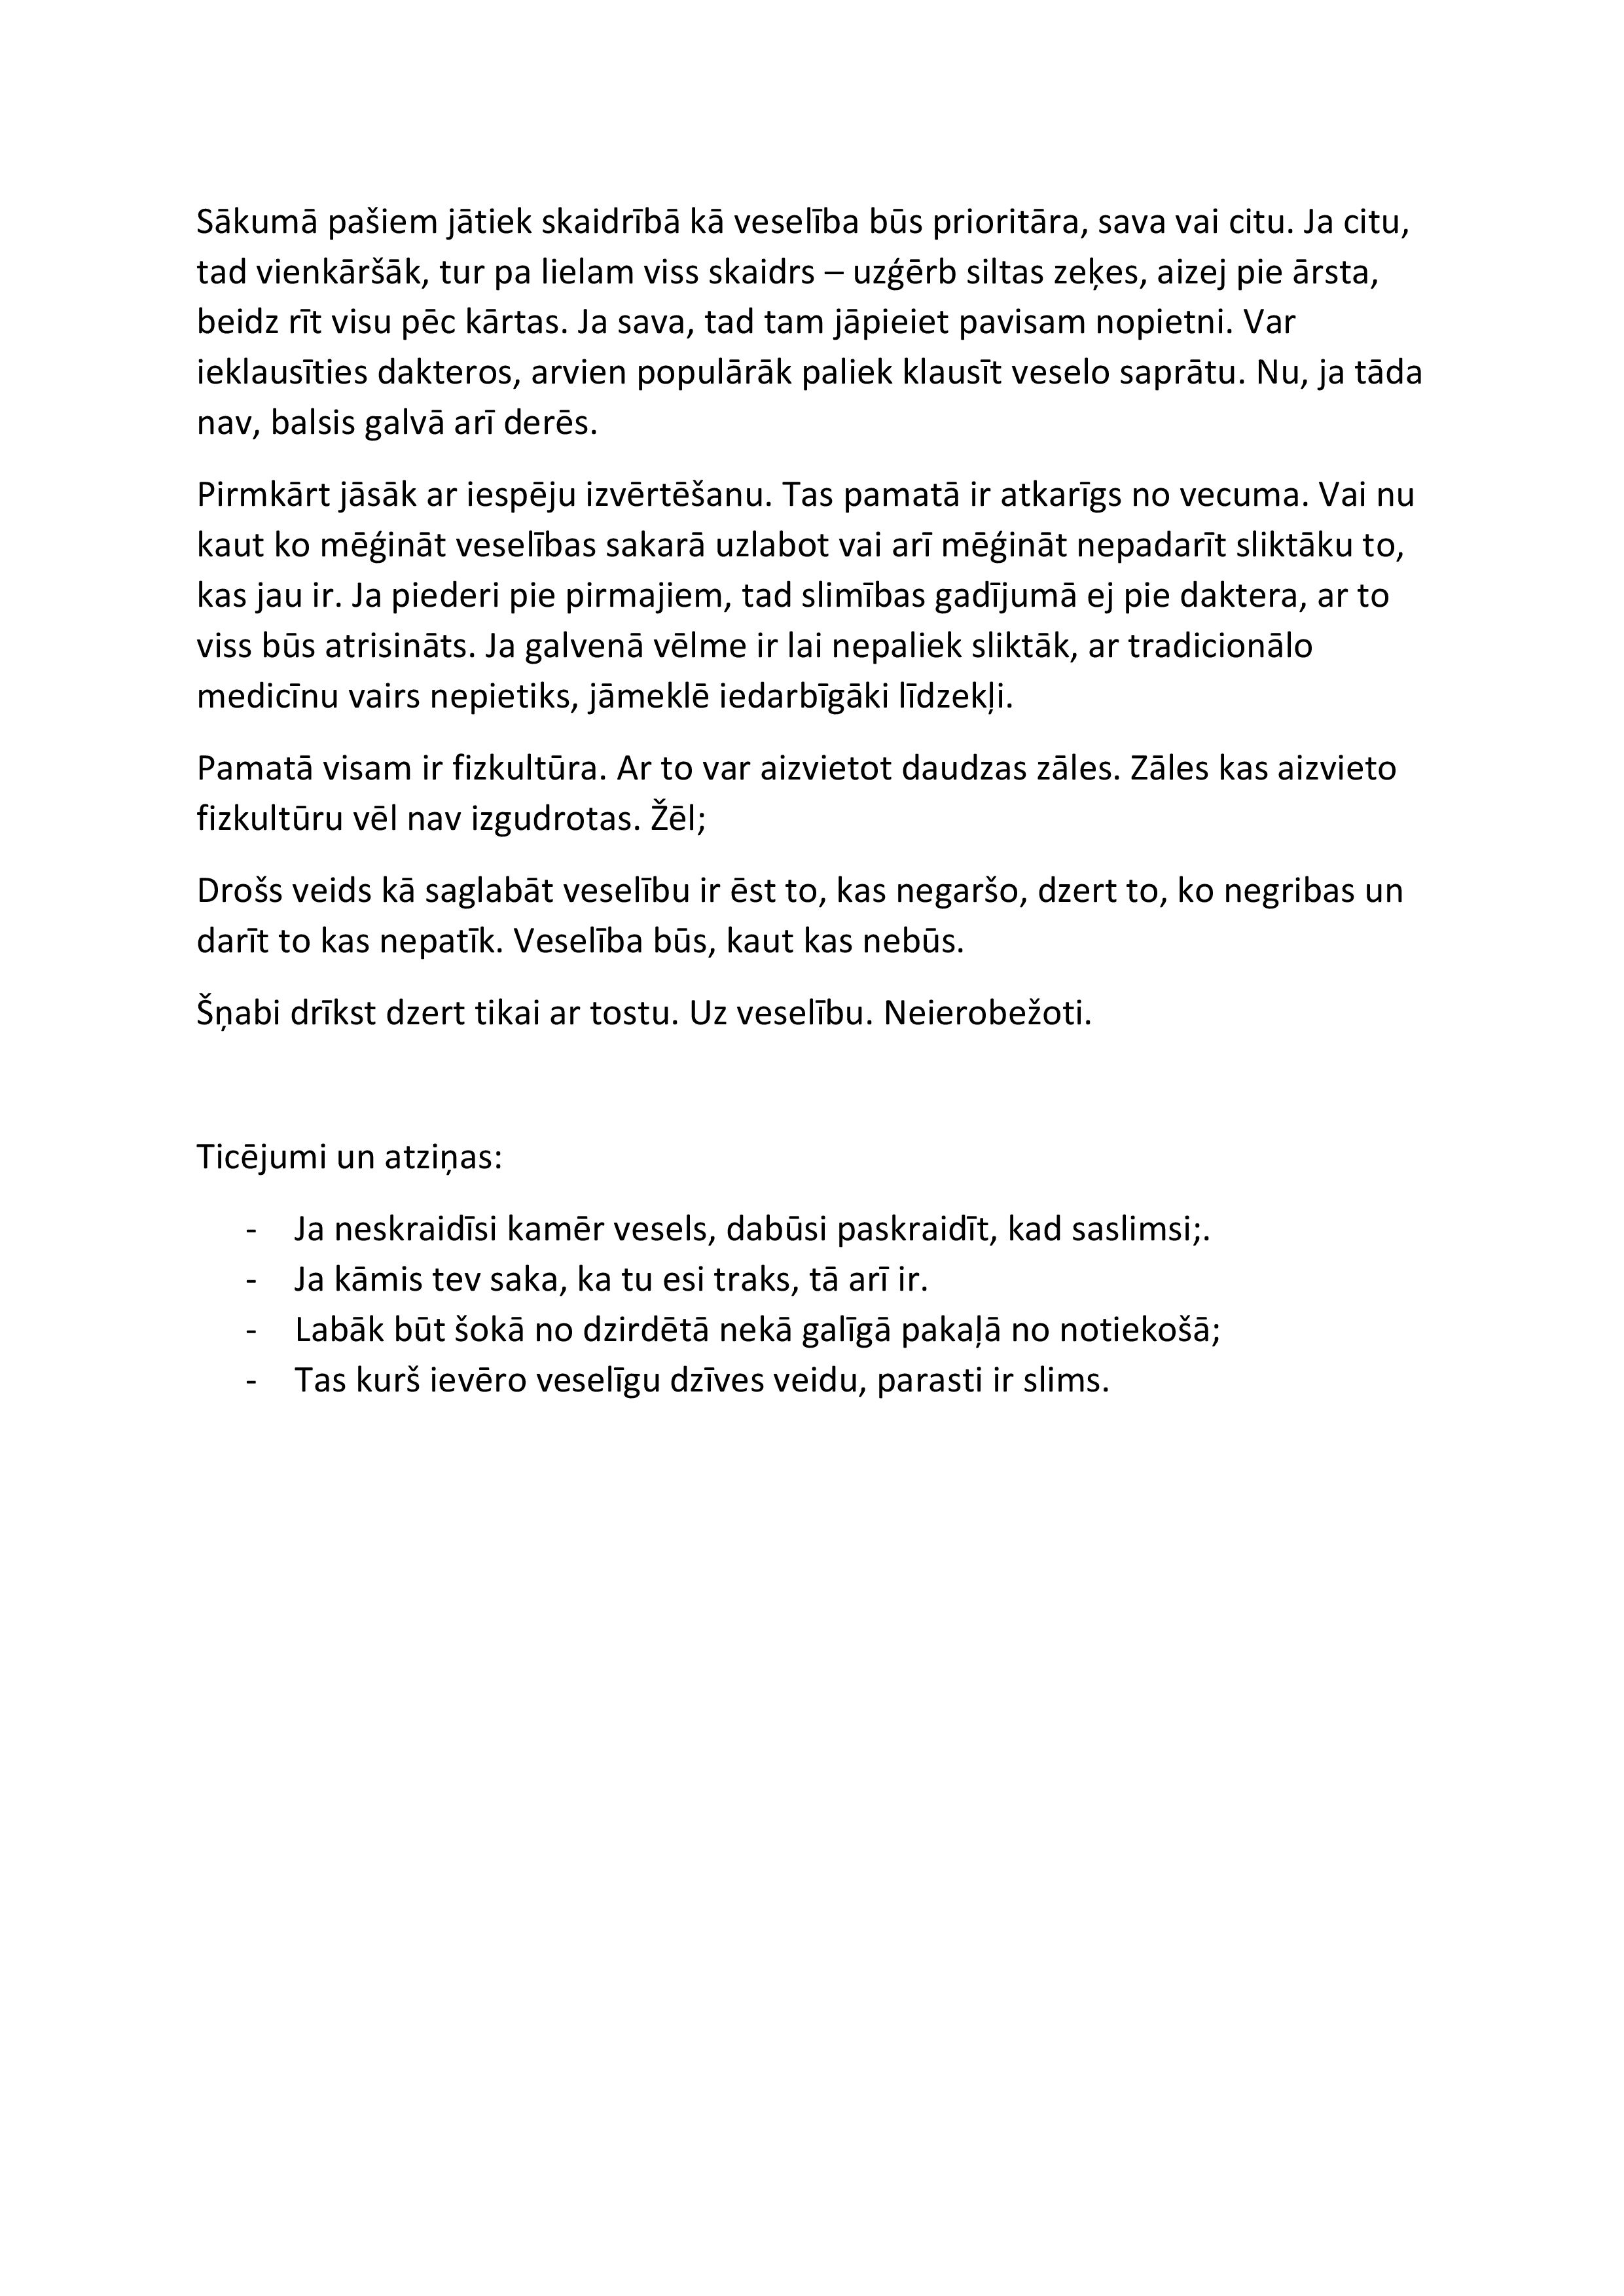 Sākumā pašiem jātiek skaidrībā kā veselība būs prioritāra, sava vai citu. Ja citu,
tad vienkāršāk, tur pa lielam viss skaidrs – uzģērb siltas zeķes, aizej pie ārsta,
beidz rīt visu pēc kārtas. Ja sava, tad tam jāpieiet pavisam nopietni. Var
ieklausīties dakteros, arvien populārāk paliek klausīt veselo saprātu. Nu, ja tāda
nav, balsis galvā arī derēs.
Pirmkārt jāsāk ar iespēju izvērtēšanu. Tas pamatā ir atkarīgs no vecuma. Vai nu
kaut ko mēģināt veselības sakarā uzlabot vai arī mēģināt nepadarīt sliktāku to,
kas jau ir. Ja piederi pie pirmajiem, tad slimības gadījumā ej pie daktera, ar to
viss būs atrisināts. Ja galvenā vēlme ir lai nepaliek sliktāk, ar tradicionālo
medicīnu vairs nepietiks, jāmeklē iedarbīgāki līdzekļi.
Pamatā visam ir fizkultūra. Ar to var aizvietot daudzas zāles. Zāles kas aizvieto
fizkultūru vēl nav izgudrotas. Žēl;
Drošs veids kā saglabāt veselību ir ēst to, kas negaršo, dzert to, ko negribas un
darīt to kas nepatīk. Veselība būs, kaut kas nebūs.
Šņabi drīkst dzert tikai ar tostu. Uz veselību. Neierobežoti.
Ticējumi un atziņas:
- Ja neskraidīsi kamēr vesels, dabūsi paskraidīt, kad saslimsi;.
- Ja kāmis tev saka, ka tu esi traks, tā arī ir.
- Labāk būt šokā no dzirdētā nekā galīgā pakaļā no notiekošā;
- Tas kurš ievēro veselīgu dzīves veidu, parasti ir slims.